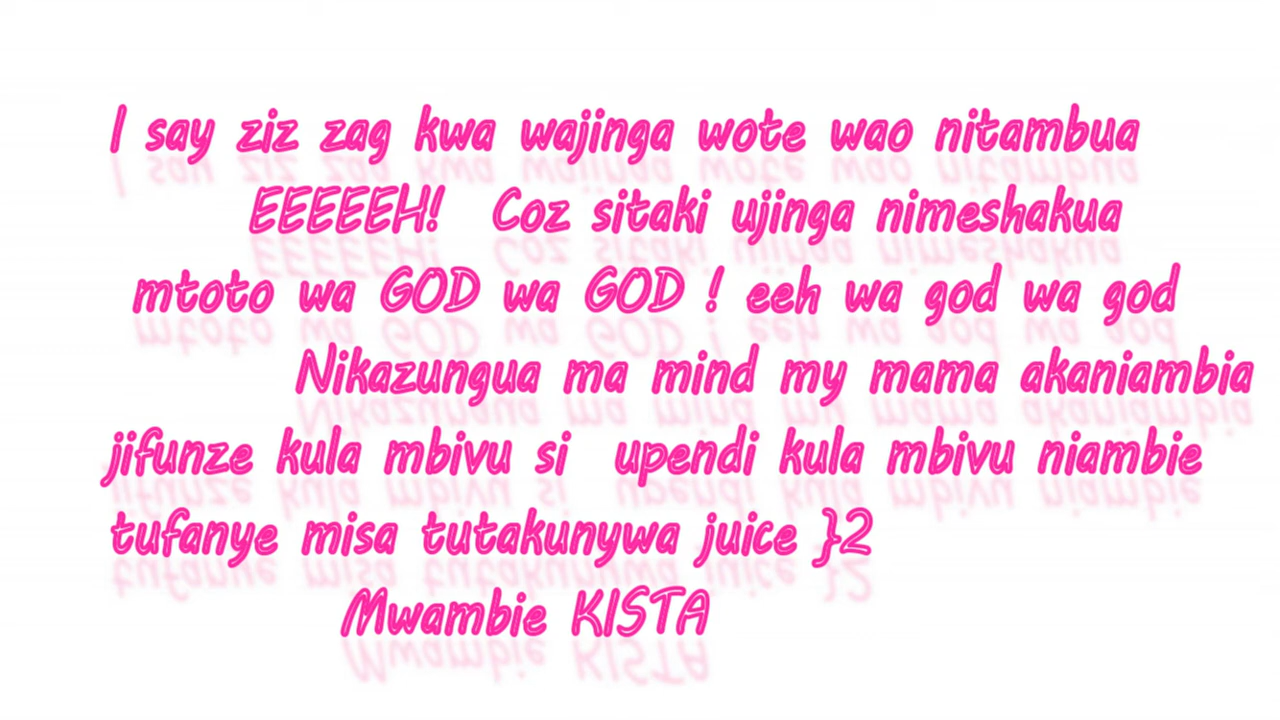 I say ziz zag kwa wajinga wote wao nitambua
EEEEEH! Coz sitaki ujinga nimeshakua
mtoto wa GOD wa GOD ! eeh wa god wa god
Nikazungua ma mind my mama akaniambia
jifunze kula mbivu si upendi kula mbivu niambie
tufanye misa tutakunywa juice }2
Mwambie KISTA